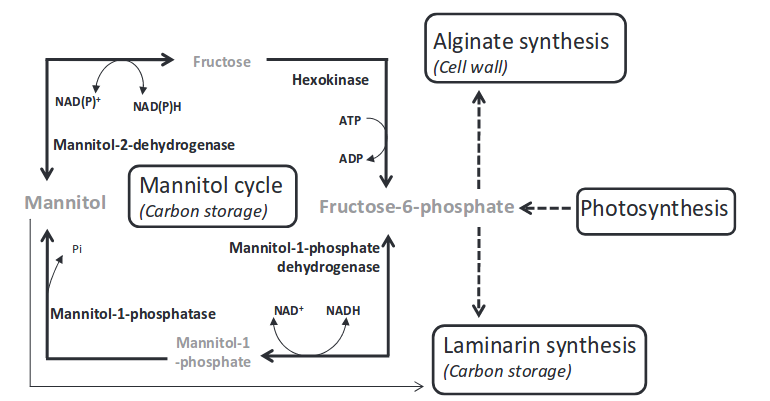 Alginate synthesis
(Cell wall)
Fructose
Hexokinase
NAD(P)+
NAD(P)H
ATP
ADP
Mannitol-2-dehydrogenase
Mannitol
Mannitol cycle
(Carbon storage)
Fructose-6-phosphate
Photosynthesis
Pi
Mannitol-1-phosphate
dehydrogenase
Mannitol-1-phosphatase
NAD+
NADH
Mannitol-1
-phosphate
Laminarin synthesis
(Carbon storage)